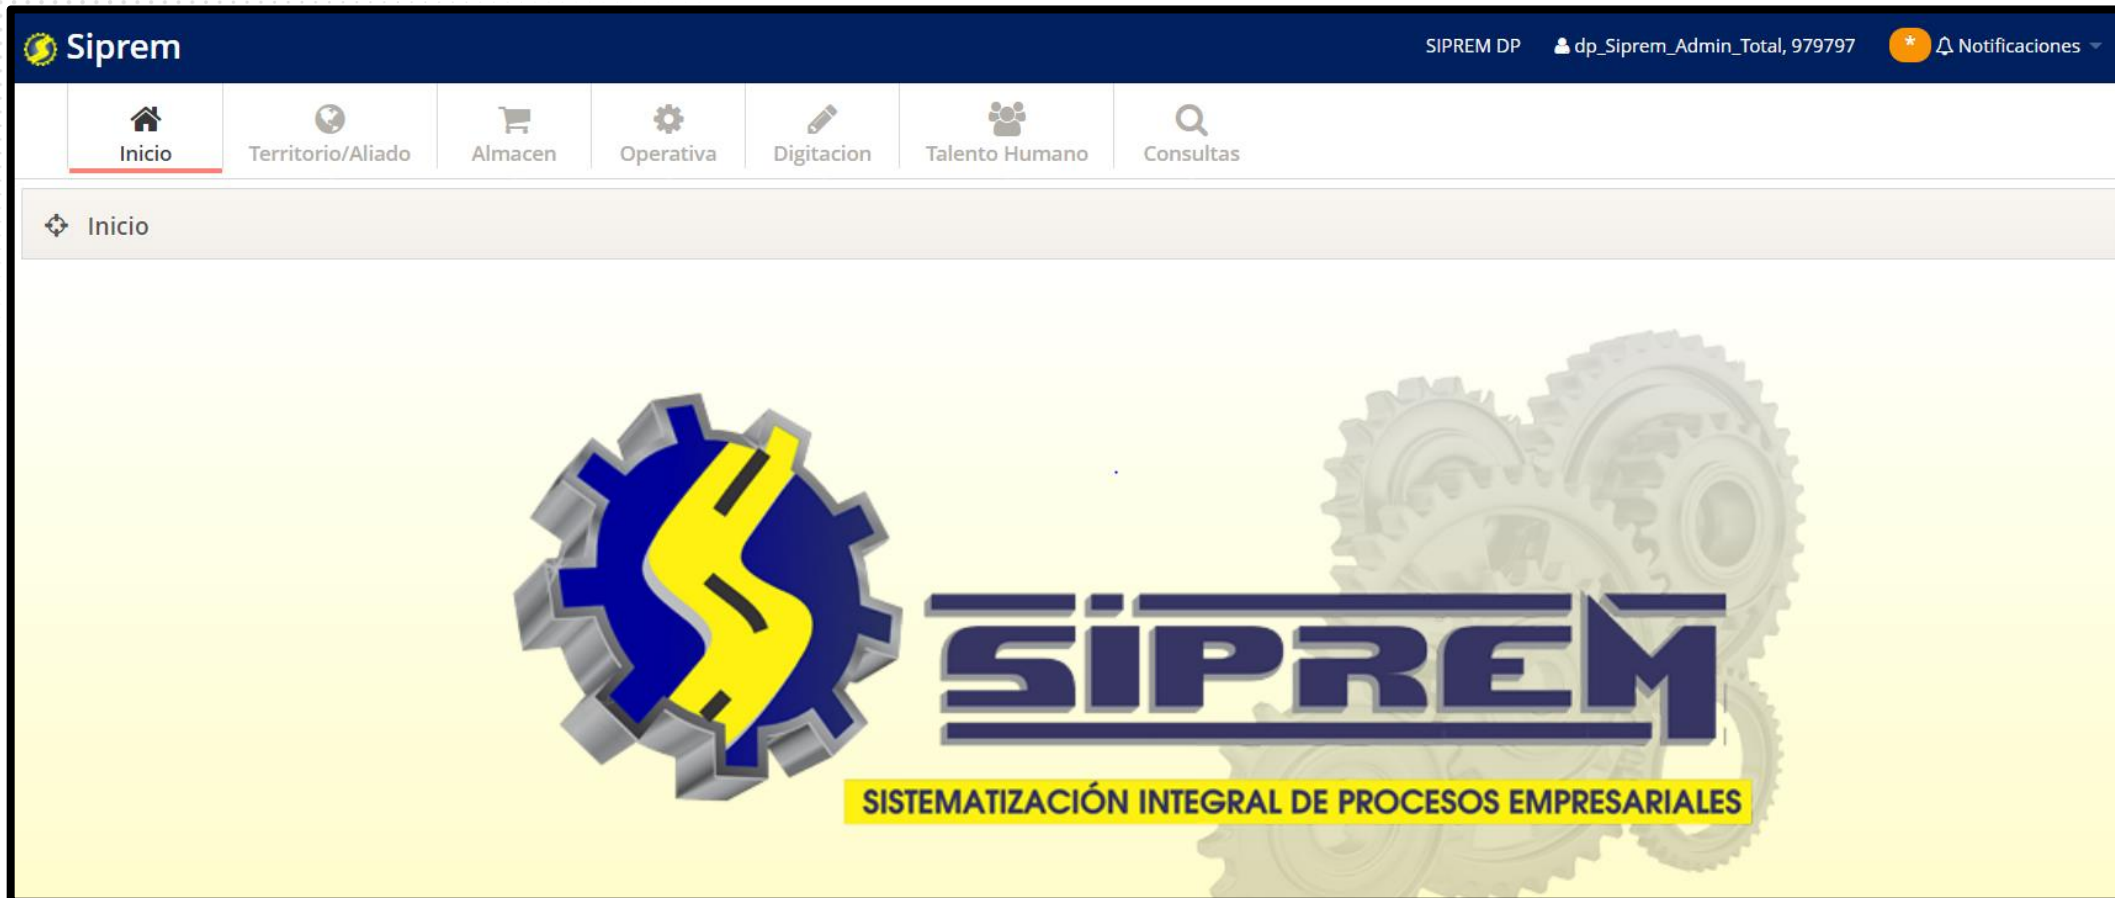 Siprem
SIPREM DP dp_Siprem_Admin_Total, 979797 * Notificaciones
Inicio Territorio/Aliado Almacen Operativa Digitacion Talento Humano Consultas
Inicio
SIPREM
SISTEMATIZACIÓN INTEGRAL DE PROCESOS EMPRESARIALES